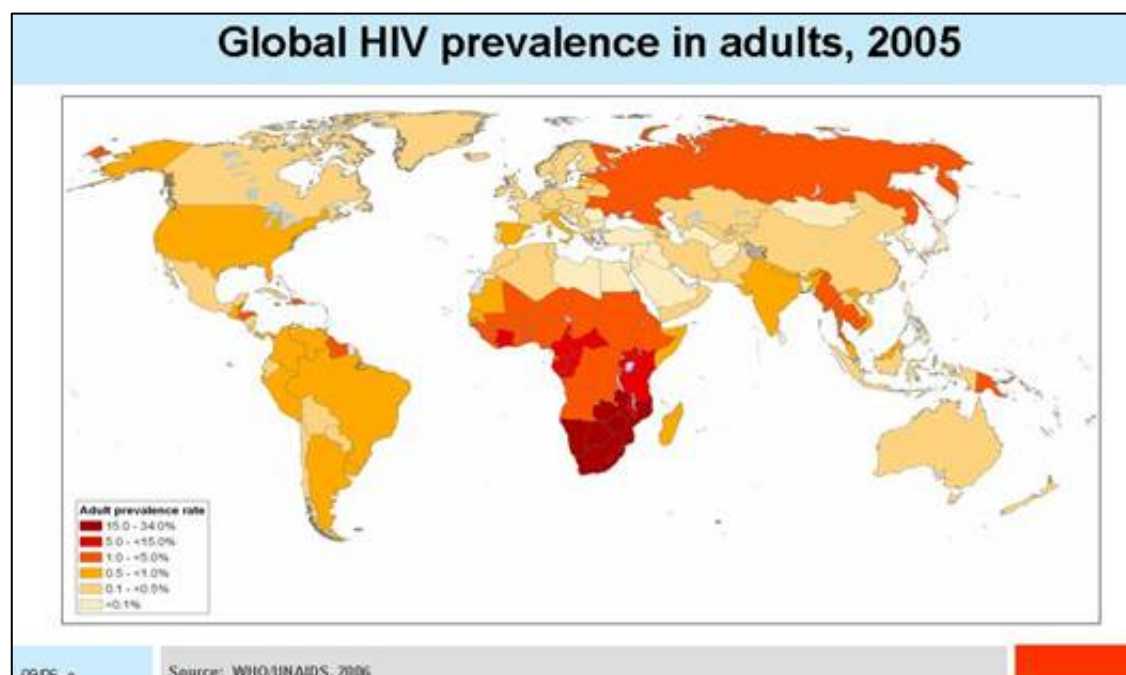 Global HIV prevalence in adults, 2005
Adult prevalence rate
15.0 - 34.0%
5.0 - <15.0%
1.0 - <5.0%
0.5 - <1.0%
0.1 - <0.5%
<0.1%
Source: WHO/UNAIDS, 2006